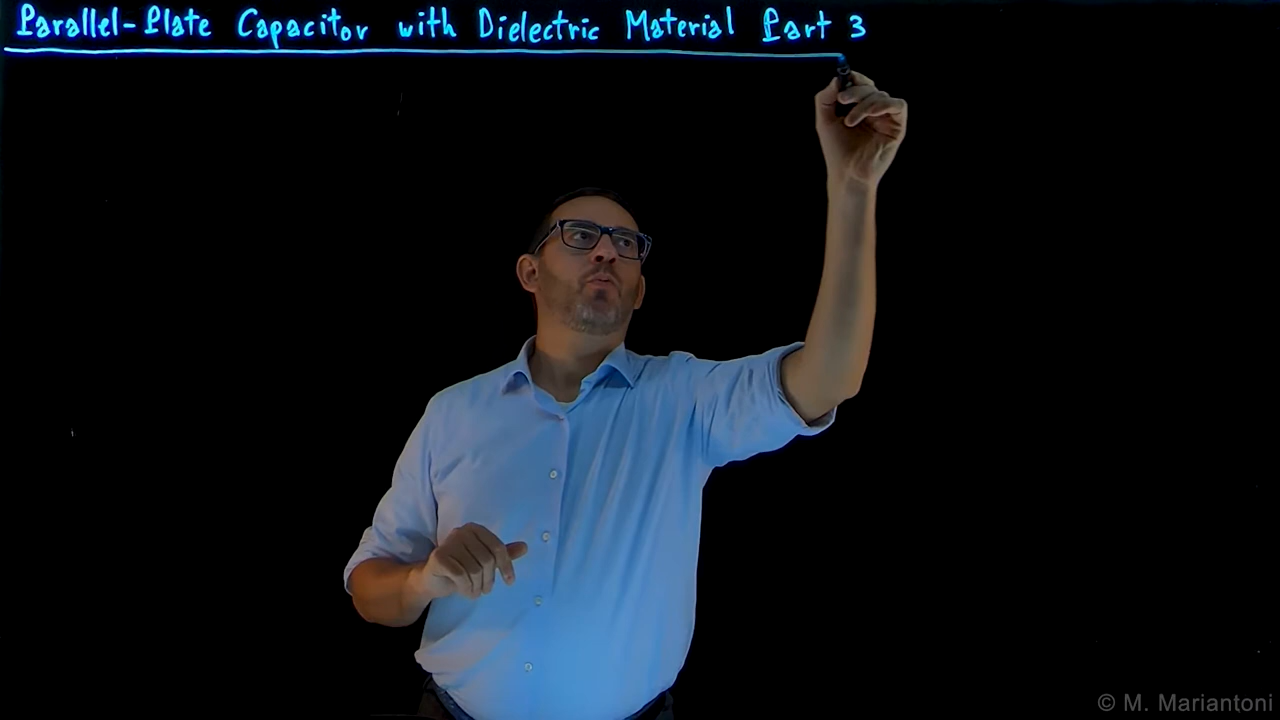 Parallel-Plate Capacitor with Dielectric Material Part 3
© M. Mariantoni